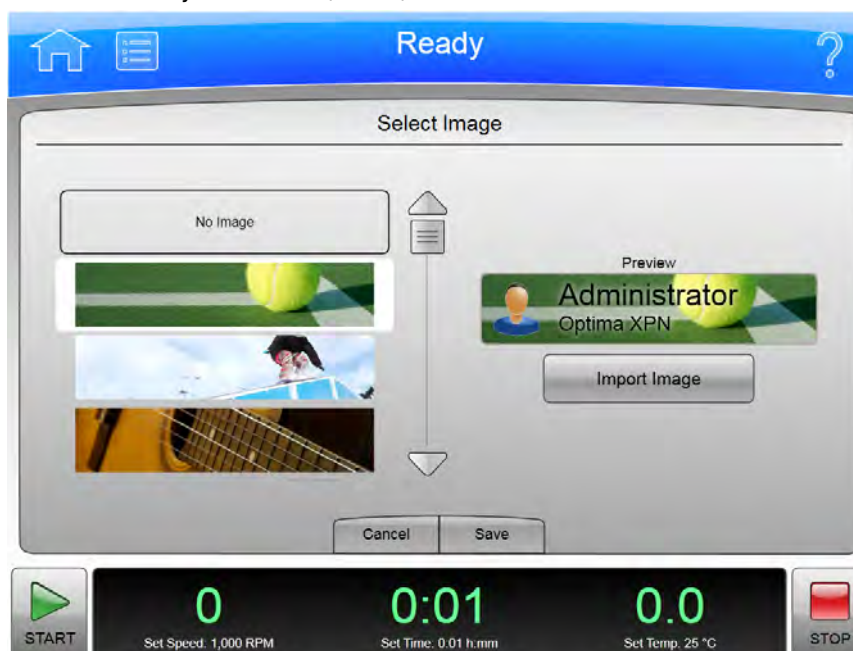 Ready
Select Image
No Image
Preview
Administrator
Optima XPN
Import Image
Cancel
Save
START
0
Set Speed: 1,000 RPM
0:01
Set Time: 0.01 h:mm
0.0
Set Temp. 25 °C
STOP